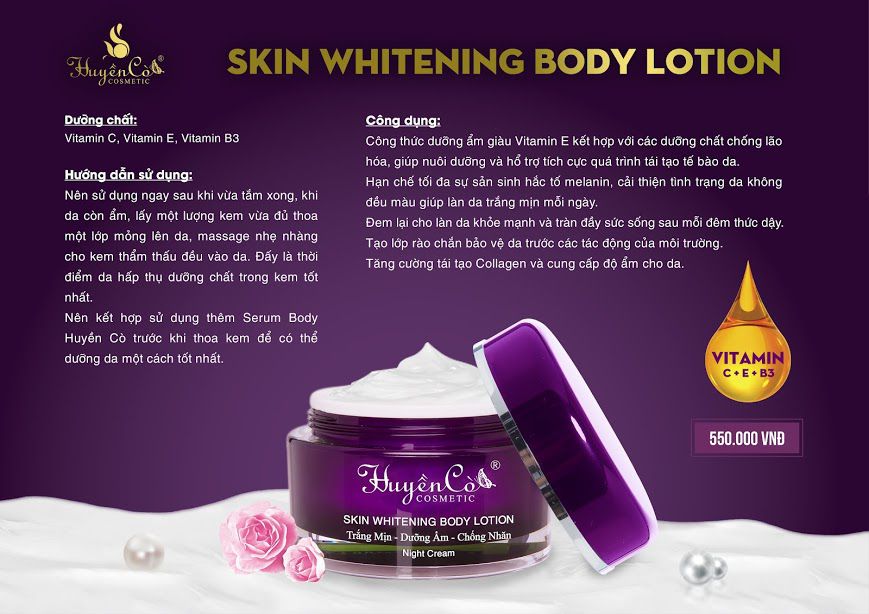 HuyềnCò®
COSMETIC
SKIN WHITENING BODY LOTION
Dưỡng chất:
Vitamin C, Vitamin E, Vitamin B3
Hướng dẫn sử dụng:
Nên sử dụng ngay sau khi vừa tắm xong, khi
da còn ẩm, lấy một lượng kem vừa đủ thoa
một lớp mỏng lên da, massage nhẹ nhàng
cho kem thẩm thấu đều vào da. Đấy là thời
điểm da hấp thụ dưỡng chất trong kem tốt
nhất.
Nên kết hợp sử dụng thêm Serum Body
Huyền Cò trước khi thoa kem để có thể
dưỡng da một cách tốt nhất.
Công dụng:
Công thức dưỡng ẩm giàu Vitamin E kết hợp với các dưỡng chất chống lão
hóa, giúp nuôi dưỡng và hổ trợ tích cực quá trình tái tạo tế bào da.
Hạn chế tối đa sự sản sinh hắc tố melanin, cải thiện tình trạng da không
đều màu giúp làn da trắng mịn mỗi ngày.
Đem lại cho làn da khỏe mạnh và tràn đầy sức sống sau mỗi đêm thức dậy.
Tạo lớp rào chắn bảo vệ da trước các tác động của môi trường.
Tăng cường tái tạo Collagen và cung cấp độ ẩm cho da.
VITAMIN
C + E + B3
550.000 VNĐ
HuyềnCò®
COSMETIC
SKIN WHITENING BODY LOTION
Trắng Mịn - Dưỡng Ẩm - Chống Nhăn
Night Cream